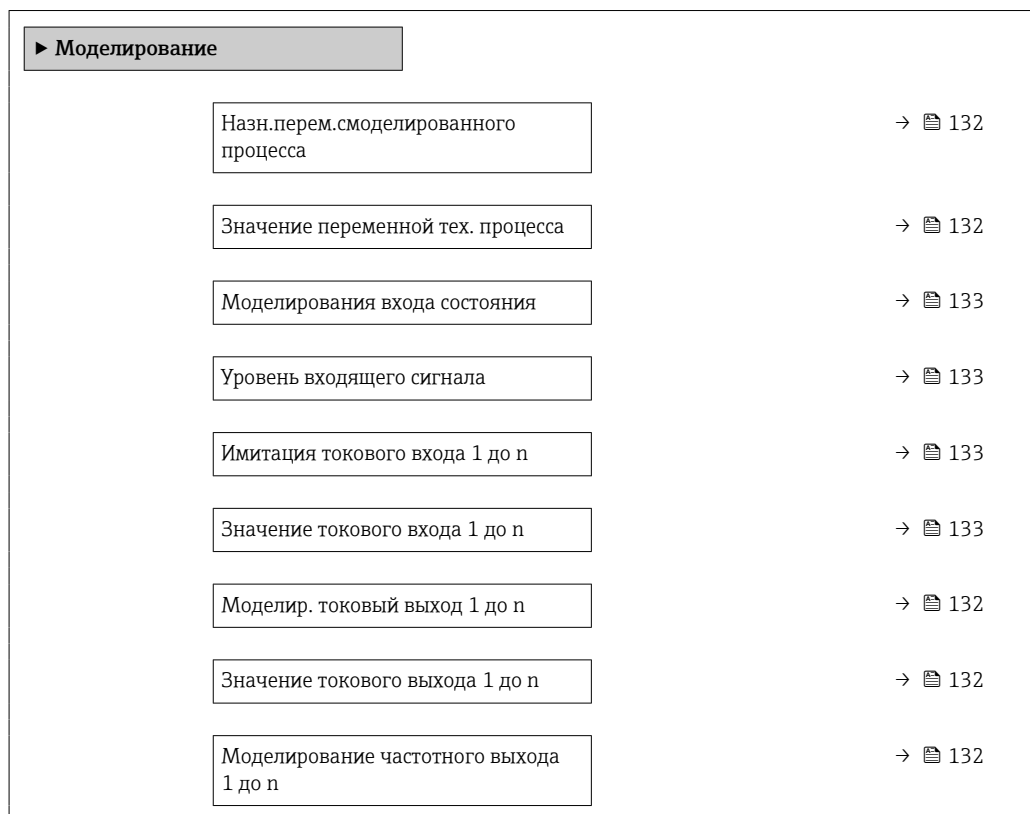 ▶ Моделирование
Назн.перем.смоделированного
процесса
→ 132
Значение переменной тех. процесса → 132
Моделирования входа состояния → 133
Уровень входящего сигнала → 133
Имитация токового входа 1 до n → 133
Значение токового входа 1 до n → 133
Моделир. токовый выход 1 до n → 132
Значение токового выхода 1 до n → 132
Моделирование частотного выхода
1 до n
→ 132